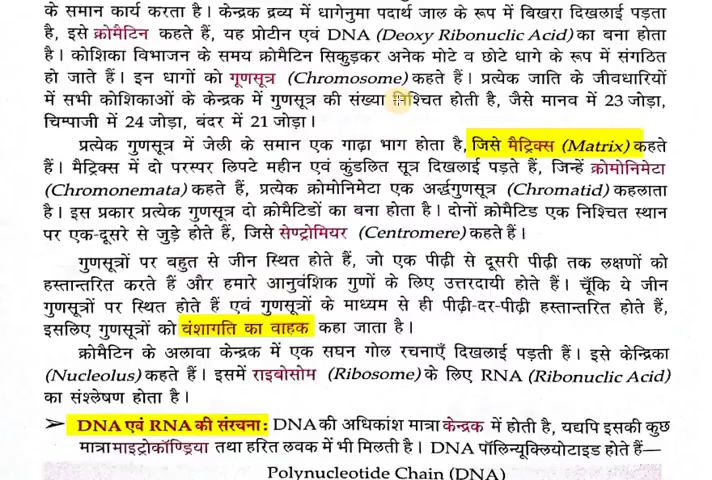 के समान कार्य करता है। केन्द्रक द्रव्य में धागेनुमा पदार्थ जाल के रूप में बिखरा दिखलाई पड़ता
है, इसे क्रोमैटिन कहते हैं, यह प्रोटीन एवं DNA (Deoxy Ribonuclic Acid) का बना होता
है। कोशिका विभाजन के समय क्रोमैटिन सिकुड़कर अनेक मोटे व छोटे धागे के रूप में संगठित
हो जाते हैं। इन धागों को गूणसूत्र (Chromosome) कहते हैं। प्रत्येक जाति के जीवधारियों
में सभी कोशिकाओं के केन्द्रक में गुणसूत्र की संख्या निश्चित होती है, जैसे मानव में 23 जोड़ा,
चिम्पाजी में 24 जोड़ा, बंदर में 21 जोड़ा।
प्रत्येक गुणसूत्र में जेली के समान एक गाढ़ा भाग होता है, जिसे मैट्रिक्स (Matrix) कहते
हैं। मैट्रिक्स में दो परस्पर लिपटे महीन एवं कुंडलित सूत्र दिखलाई पड़ते हैं, जिन्हें क्रोमोनिमेटा
(Chromonemata) कहते हैं, प्रत्येक क्रोमोनिमेटा एक अर्द्धगुणसूत्र (Chromatid) कहलाता
है। इस प्रकार प्रत्येक गुणसूत्र दो क्रोमैटिडों का बना होता है। दोनों क्रोमैटिड एक निश्चित स्थान
पर एक-दूसरे से जुड़े होते हैं, जिसे सेण्ट्रोमियर (Centromere) कहते हैं।
गुणसूत्रों पर बहुत से जीन स्थित होते हैं, जो एक पीढ़ी से दूसरी पीढ़ी तक लक्षणों को
हस्तान्तरित करते हैं और हमारे आनुवंशिक गुणों के लिए उत्तरदायी होते हैं। चूँकि ये जीन
गुणसूत्रों पर स्थित होते हैं एवं गुणसूत्रों के माध्यम से ही पीढ़ी-दर-पीढ़ी हस्तान्तरित होते हैं,
इसलिए गुणसूत्रों को वंशागति का वाहक कहा जाता है।
क्रोमैटिन के अलावा केन्द्रक में एक सघन गोल रचनाएँ दिखलाई पड़ती हैं। इसे केन्द्रिका
(Nucleolus) कहते हैं। इसमें राइबोसोम (Ribosome) के लिए RNA (Ribonuclic Acid)
का संश्लेषण होता है।
➢ DNA एवं RNA की संरचना: DNA की अधिकांश मात्रा केन्द्रक में होती है, यद्यपि इसकी कुछ
मात्रा माइट्रोकॉण्ड्रिया तथा हरित लवक में भी मिलती है। DNA पॉलिन्यूक्लियोटाइड होते हैं—
Polynucleotide Chain (DNA)